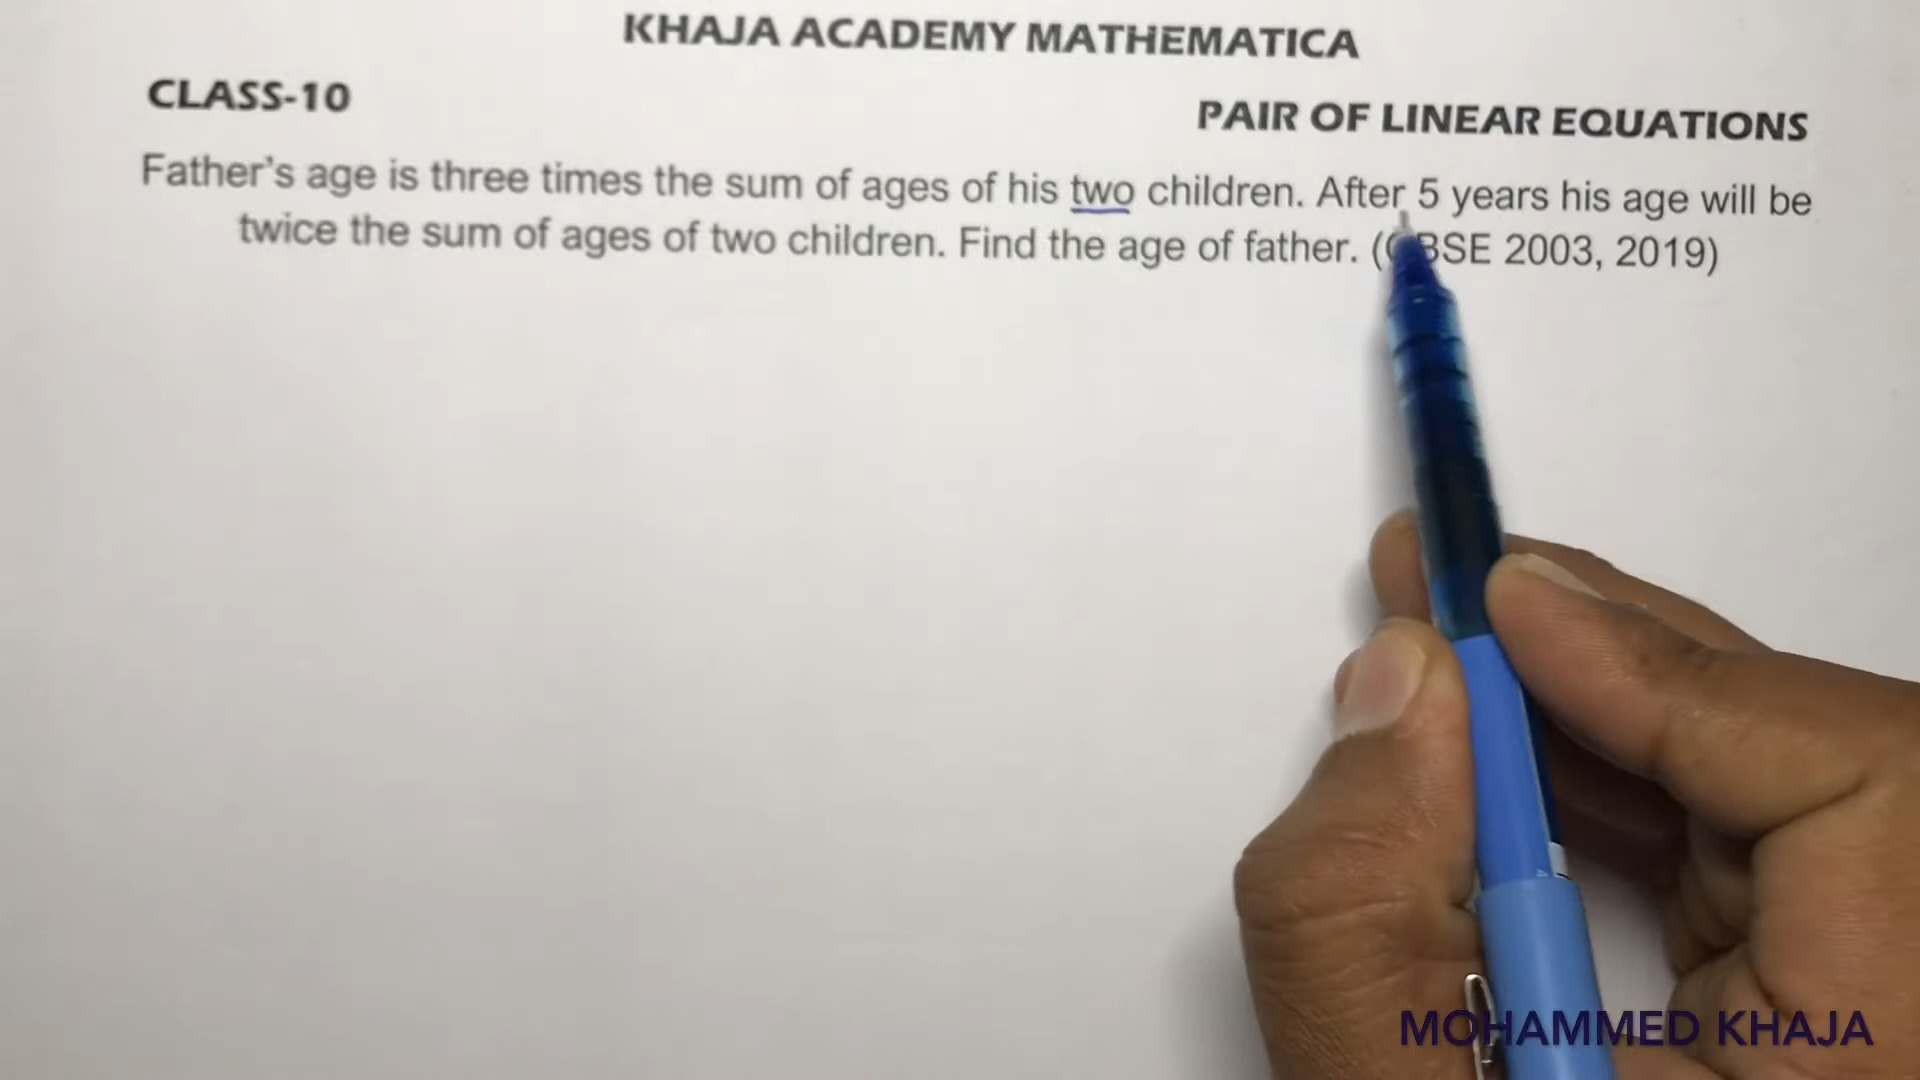 KHAJA ACADEMY MATHEMATICA
CLASS-10
PAIR OF LINEAR EQUATIONS
Father's age is three times the sum of ages of his two children. After 5 years his age will be
twice the sum of ages of two children. Find the age of father. (CBSE 2003, 2019)
MOHAMMED KHAJA